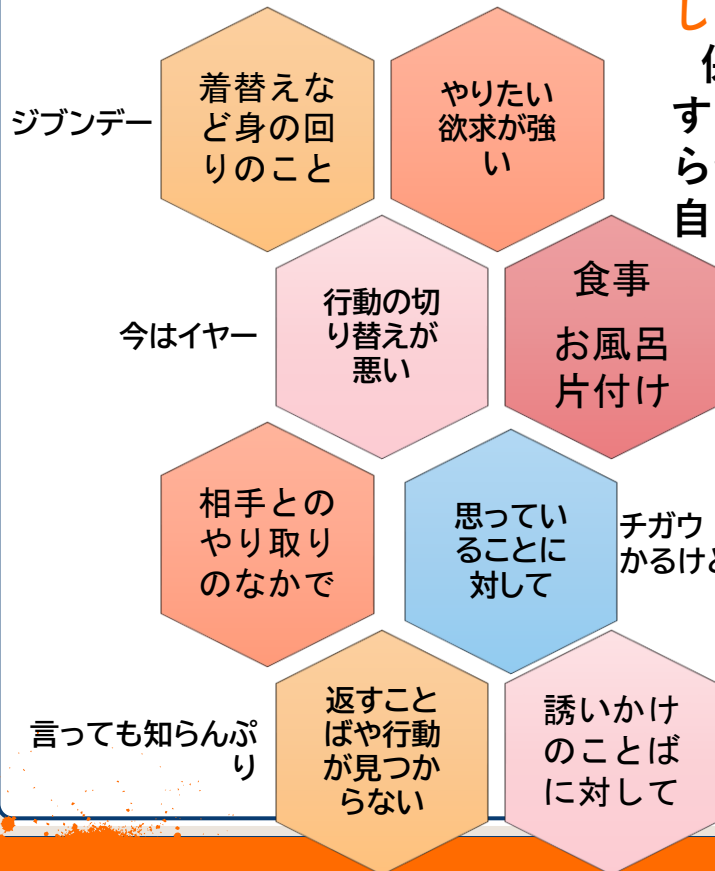 ジブンデー
着替えな
ど身の回
りのこと
やりたい
欲求が強
い
し
す
ら
自
今はイヤー
行動の切
り替えが
悪い
食事
お風呂
片付け
相手との
やり取り
のなかで
思ってい
ることに
対して
チガウ
かるけど
言っても知らんぷ
り
返すこと
ばや行動
が見つか
らない
誘いかけ
のことば
に対して